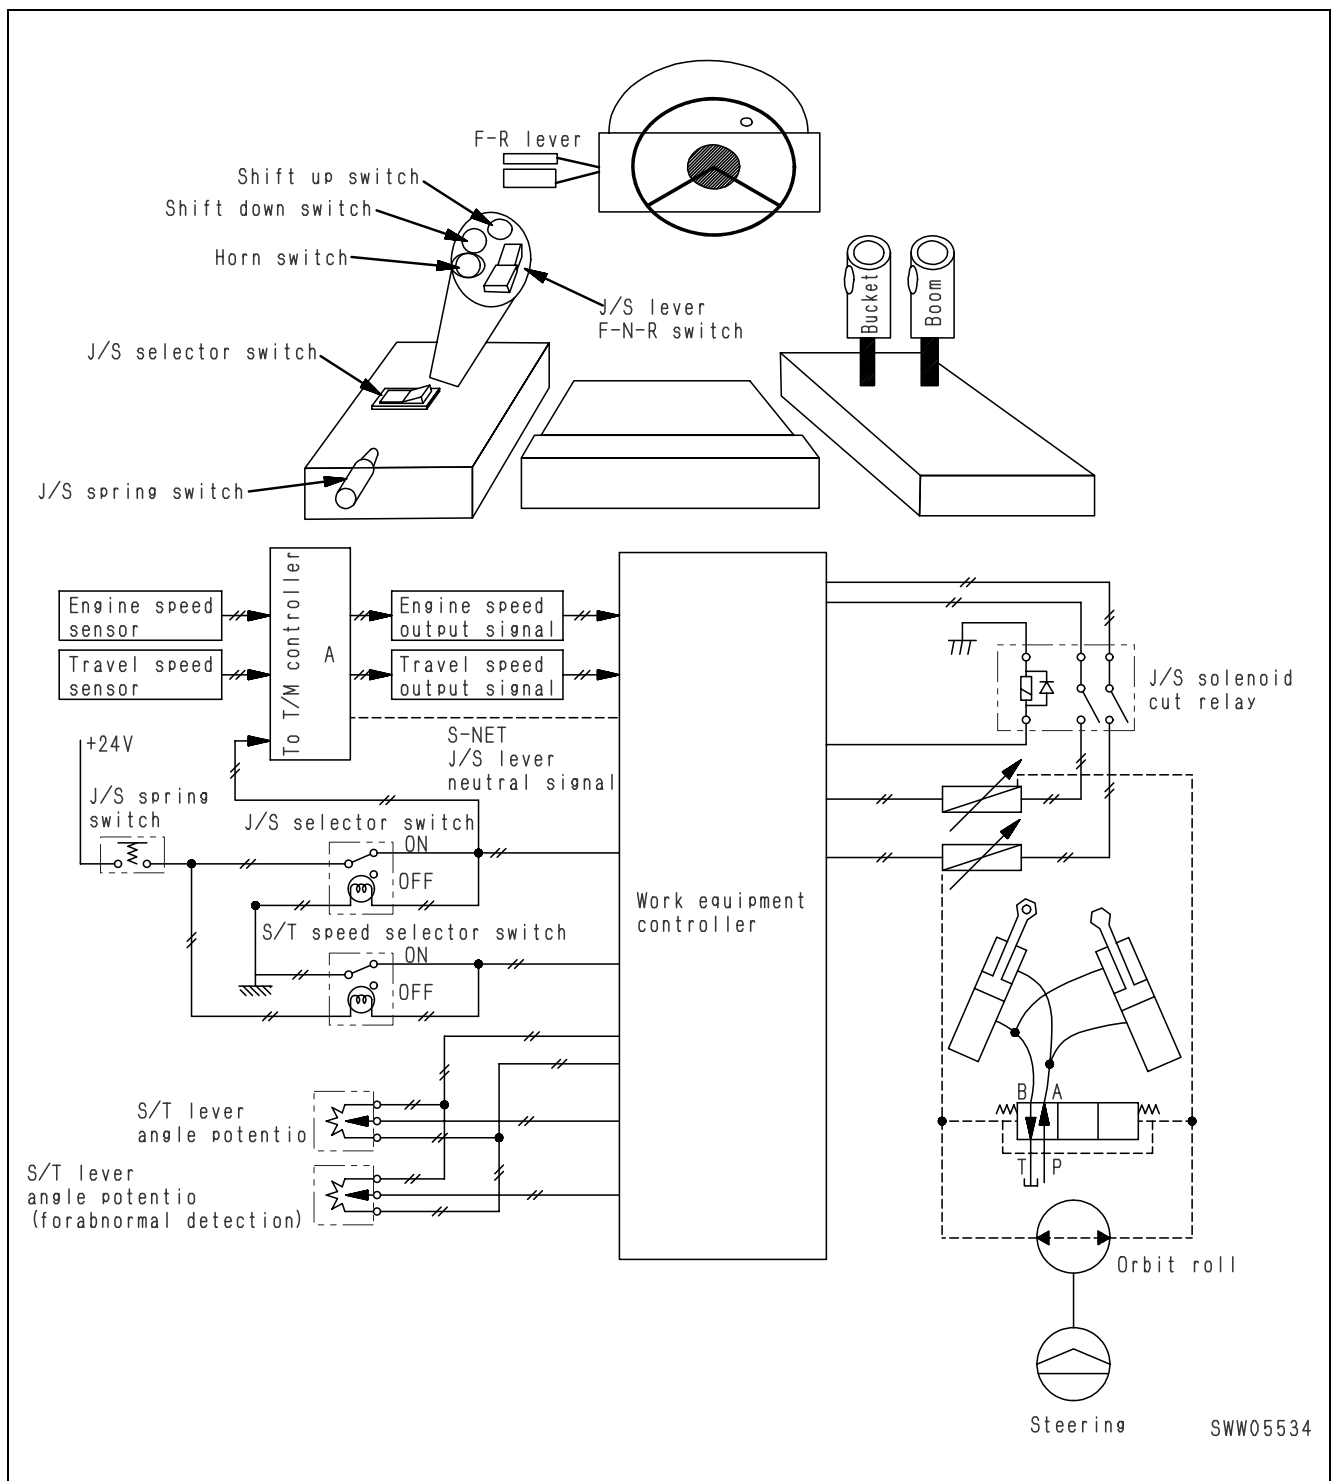 F-R lever
Shift up switch
Shift down switch
Horn switch
J/S lever
F-N-R switch
J/S selector switch
J/S spring switch
Bucket
Boom
Engine speed
sensor
Travel speed
sensor
To T/M controller
A
Engine speed
output signal
Travel speed
output signal
S-NET
J/S lever
neutral signal
+24V
J/S spring
switch
J/S selector switch
ON
OFF
S/T speed selector switch
ON
OFF
S/T lever
angle potentio
S/T lever
angle potentio
(forabnormal detection)
Work equipment
controller
J/S solenoid
cut relay
B
A
T
P
Orbit roll
Steering
SWW05534